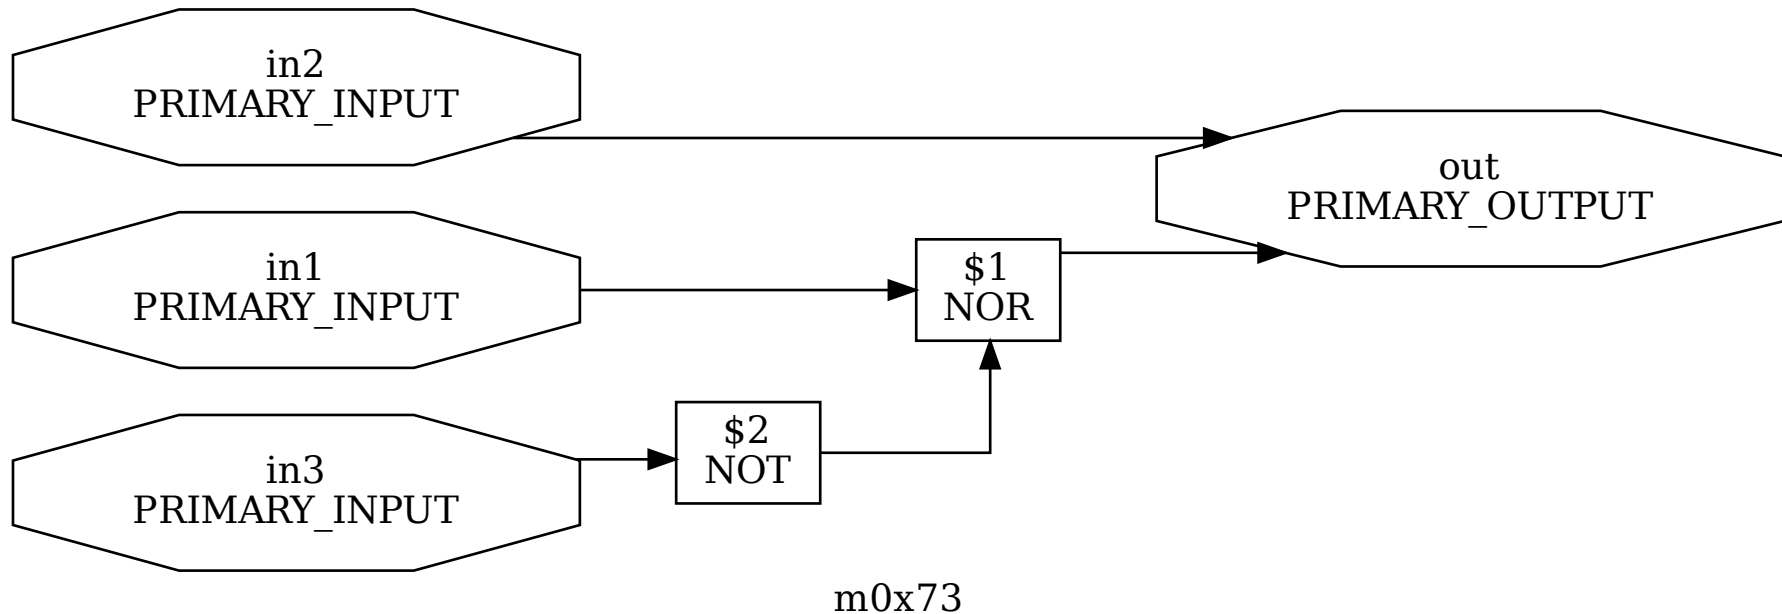 in2
PRIMARY_INPUT
out
PRIMARY_OUTPUT
in1
PRIMARY_INPUT
$1
NOR
$2
NOT
in3
PRIMARY_INPUT
m0x73